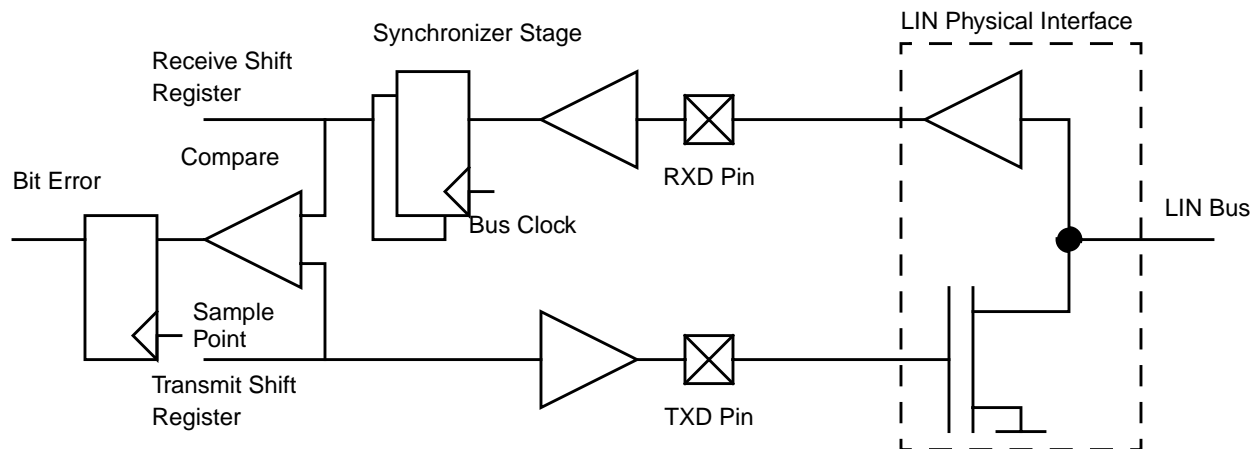 LIN Physical Interface
Synchronizer Stage
Receive Shift
Register
Compare
RXD Pin
Bit Error
LIN Bus
Bus Clock
Sample
Point
Transmit Shift
Register
TXD Pin